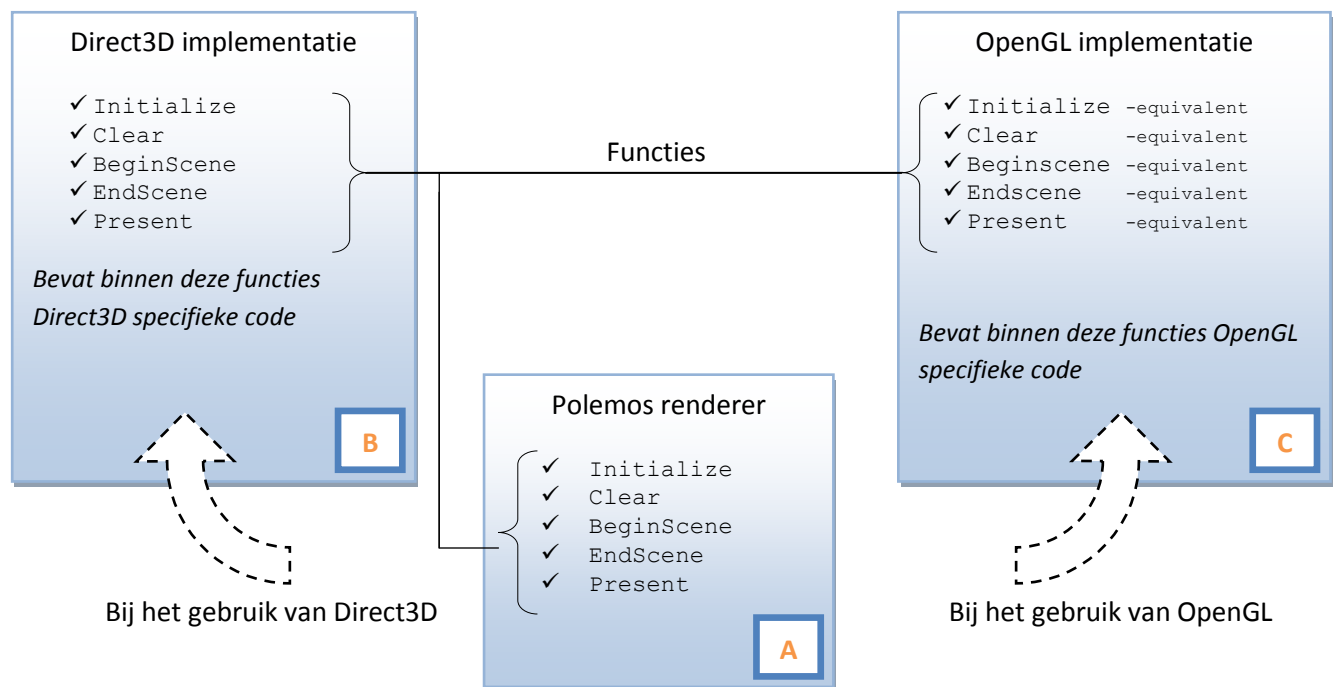 Direct3D implementatie
✓ Initialize
✓ Clear
✓ BeginScene
✓ EndScene
✓ Present
Bevat binnen deze functies
Direct3D specifieke code
B
Functies
OpenGL implementatie
✓ Initialize -equivalent
✓ Clear -equivalent
✓ Beginscene -equivalent
✓ Endscene -equivalent
✓ Present -equivalent
Bevat binnen deze functies OpenGL
specifieke code
C
Polemos renderer
✓ Initialize
✓ Clear
✓ BeginScene
✓ EndScene
✓ Present
A
Bij het gebruik van Direct3D
Bij het gebruik van OpenGL